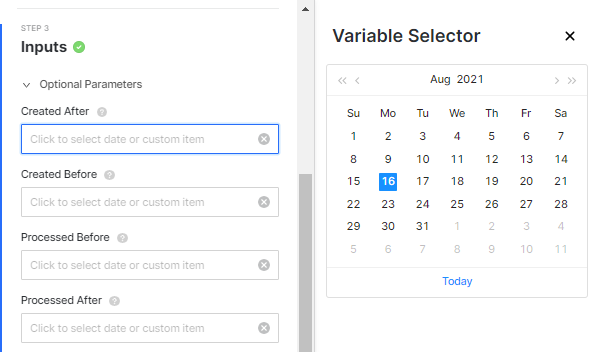 STEP 3
Inputs
Optional Parameters
Created After ?
Click to select date or custom item
Created Before ?
Click to select date or custom item
Processed Before ?
Click to select date or custom item
Processed After ?
Click to select date or custom item
Variable Selector
Aug 2021
Su Mo Tu We Th Fr Sa
1 2 3 4 5 6 7
8 9 10 11 12 13 14
15 16 17 18 19 20 21
22 23 24 25 26 27 28
29 30 31 1 2 3 4
5 6 7 8 9 10 11
Today